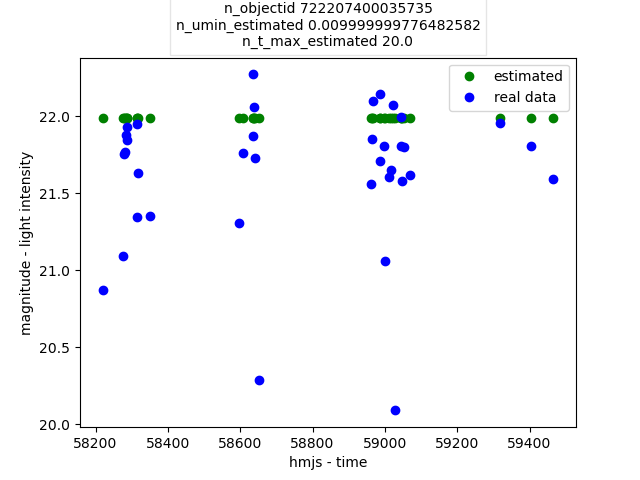 n_objectid 722207400035735
n_umin_estimated 0.009999999776482582
n_t_max_estimated 20.0
estimated
real data
magnitude - light intensity
22.0
21.5
21.0
20.5
20.0
58200 58400 58600 58800 59000 59200 59400
hmjs - time